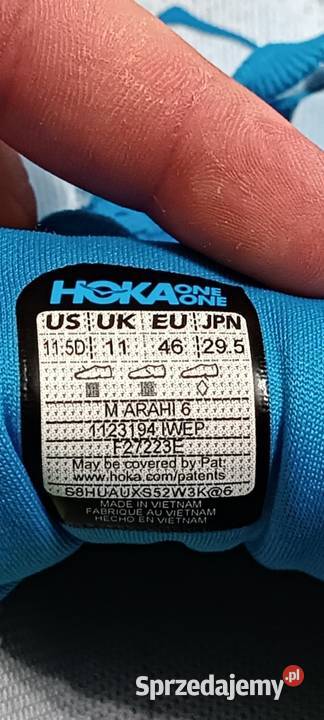 HOKA ONE ONE
US UK EU JPN
11.5D 11 46 29.5
M ARAHI 6
1123194 IWEP
F27223E
May be covered by Pat:
www.hoka.com/patents
S8HUAUXS52W3K@6
MADE IN VIETNAM
FABRIQUÉ AU VIETNAM
HECHO EN VIETNAM
Sprzedajemy.pl